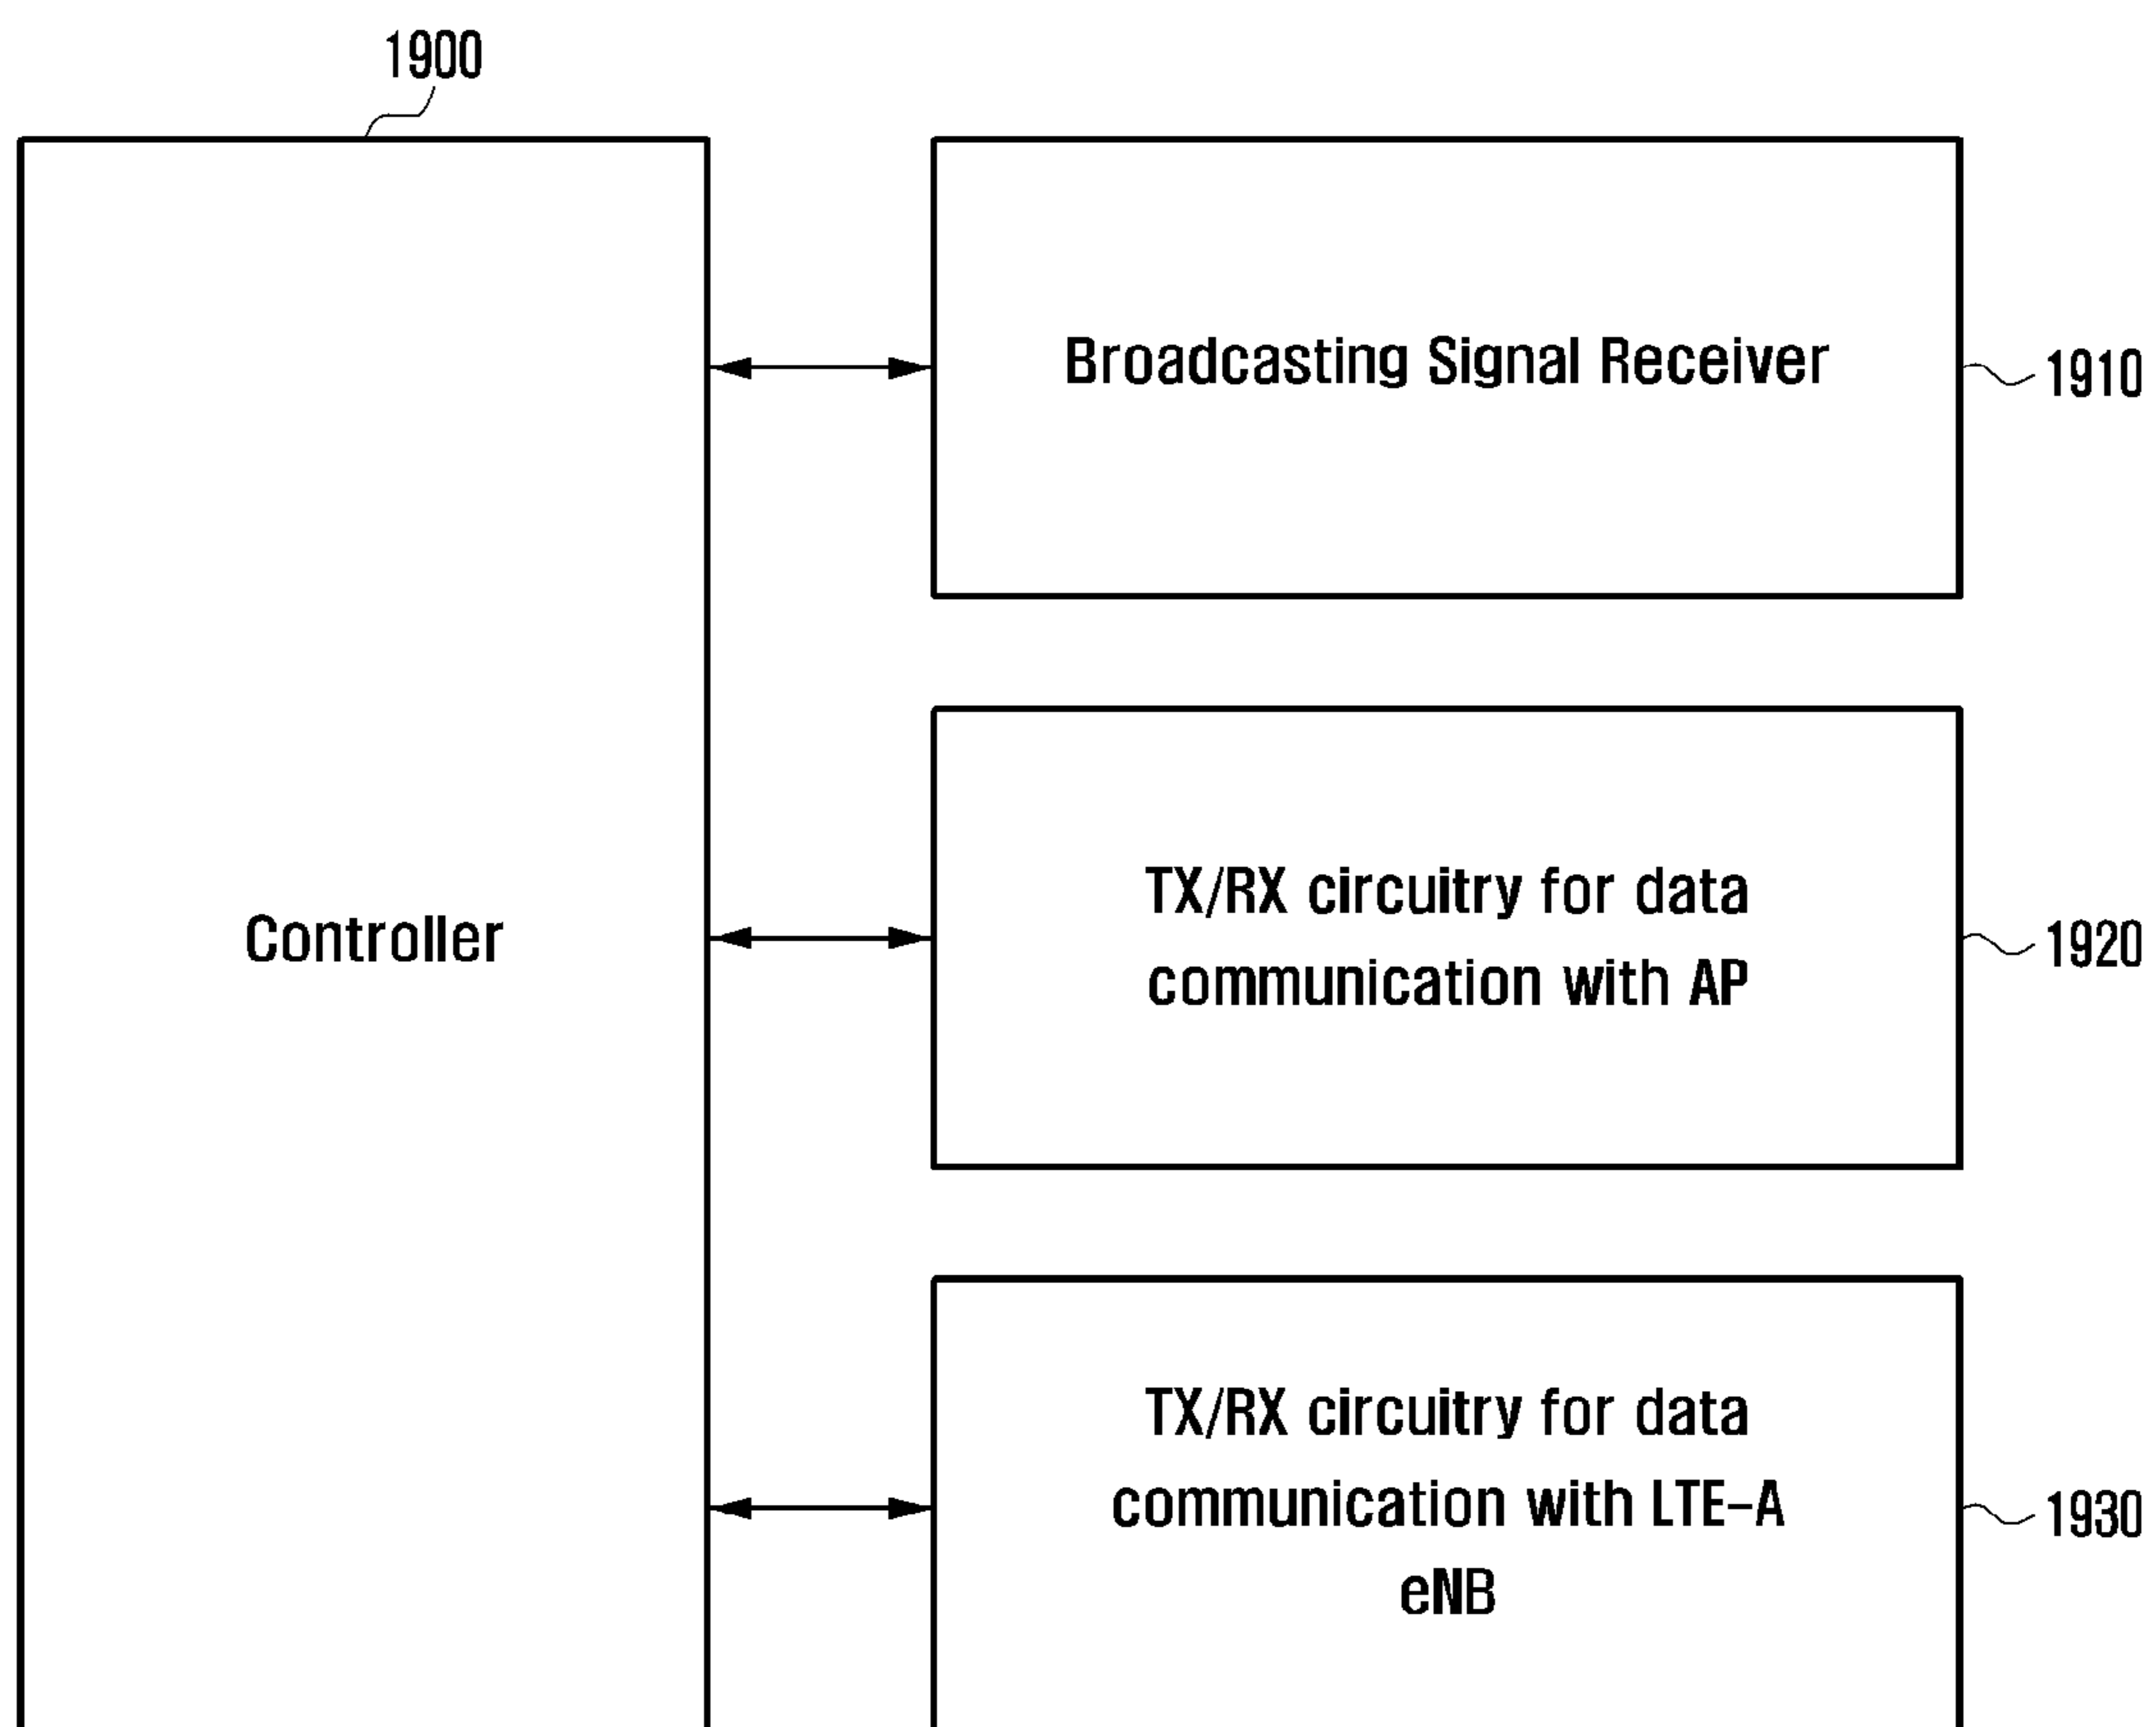 1900
Controller
Broadcasting Signal Receiver
1910
TX/RX circuitry for data
communication with AP
1920
TX/RX circuitry for data
communication with LTE-A
eNB
1930